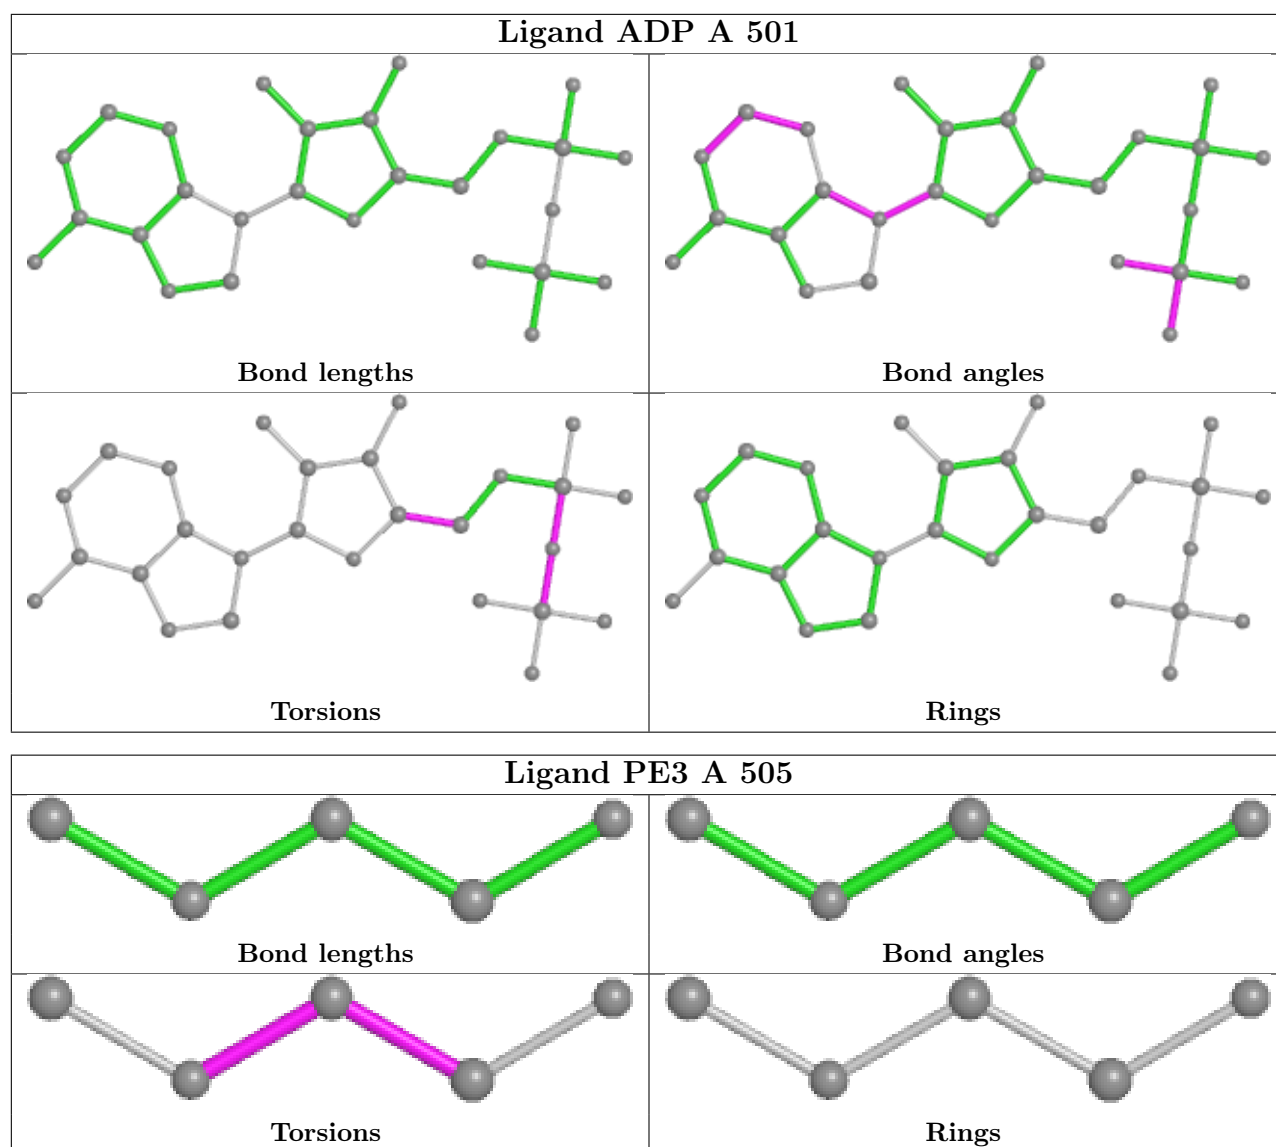 Ligand ADP A 501
Bond lengths
Bond angles
Torsions
Rings
Ligand PE3 A 505
Bond lengths
Bond angles
Torsions
Rings